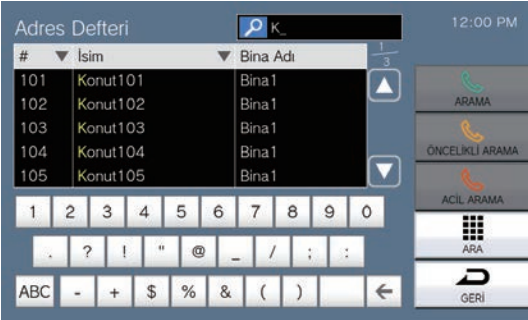 Adres Defteri K_ 12:00 PM
# İsim Bina Adı 1/3
101 Konut101 Bina1
102 Konut102 Bina1
103 Konut103 Bina1
104 Konut104 Bina1
105 Konut105 Bina1
ARAMA
ÖNCELİKLİ ARAMA
ACİL ARAMA
ARA
GERİ
1 2 3 4 5 6 7 8 9 0
. ? ! " @ _ / ; :
ABC - + $ % & ( ) ←